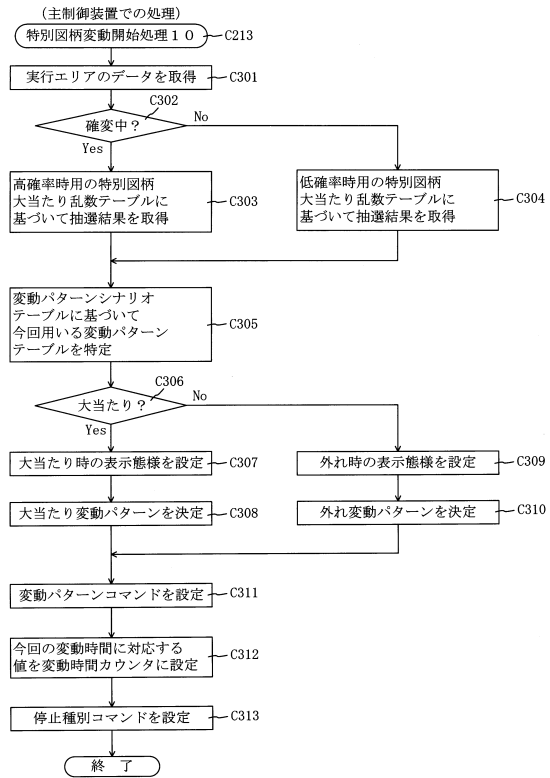 （主制御装置での処理）
特別図柄変動開始処理１０
C213
実行エリアのデータを取得
C301
C302
確変中？
No
Yes
高確率時用の特別図柄
大当たり乱数テーブルに
基づいて抽選結果を取得
C303
低確率時用の特別図柄
大当たり乱数テーブルに
基づいて抽選結果を取得
C304
変動パターンシナリオ
テーブルに基づいて
今回用いる変動パターン
テーブルを特定
C305
C306
大当たり？
No
Yes
大当たり時の表示態様を設定
C307
外れ時の表示態様を設定
C309
大当たり変動パターンを決定
C308
外れ変動パターンを決定
C310
変動パターンコマンドを設定
C311
今回の変動時間に対応する
値を変動時間カウンタに設定
C312
停止種別コマンドを設定
C313
終　了